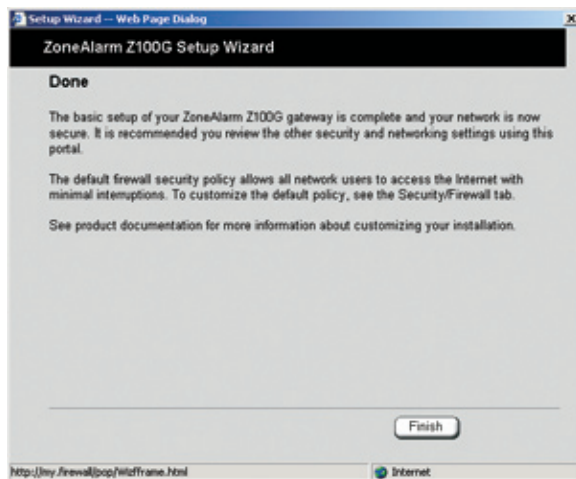 Setup Wizard -- Web Page Dialog
ZoneAlarm Z100G Setup Wizard
Done
The basic setup of your ZoneAlarm Z100G gateway is complete and your network is now
secure. It is recommended you review the other security and networking settings using this
portal.
The default firewall security policy allows all network users to access the Internet with
minimal interruptions. To customize the default policy, see the Security/Firewall tab.
See product documentation for more information about customizing your installation.
Finish
http://my.firewall/pop/WizfFrame.html
Internet